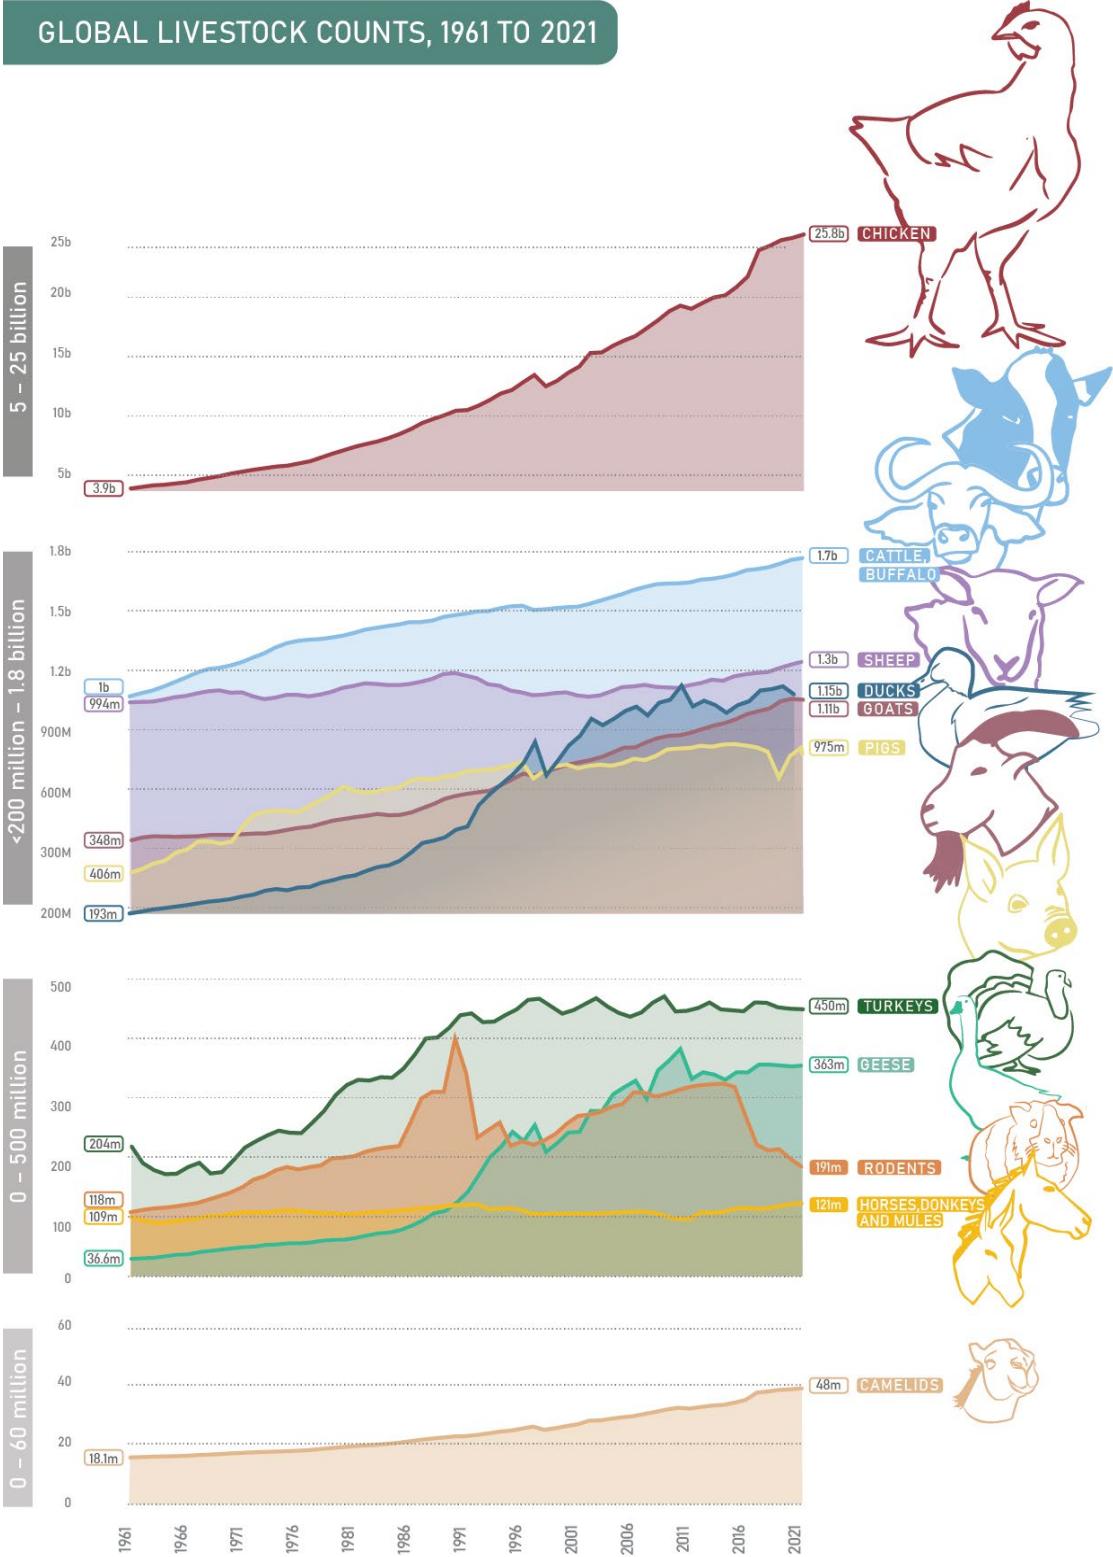 GLOBAL LIVESTOCK COUNTS, 1961 TO 2021
5 – 25 billion
25b
20b
15b
10b
5b
3.9b
25.8b CHICKEN
<200 million – 1.8 billion
1.8b
1.5b
1.2b
900M
600M
300M
200M
1b
994m
348m
406m
193m
1.7b CATTLE,
BUFFALO
1.3b SHEEP
1.15b DUCKS
1.11b GOATS
975m PIGS
0 – 500 million
500
400
300
200
100
0
204m
118m
109m
36.6m
450m TURKEYS
363m GEESE
191m RODENTS
121m HORSES,DONKEYS
AND MULES
0 – 60 million
60
40
20
0
18.1m
48m CAMELIDS
1961 1966 1971 1976 1981 1986 1991 1996 2001 2006 2011 2016 2021